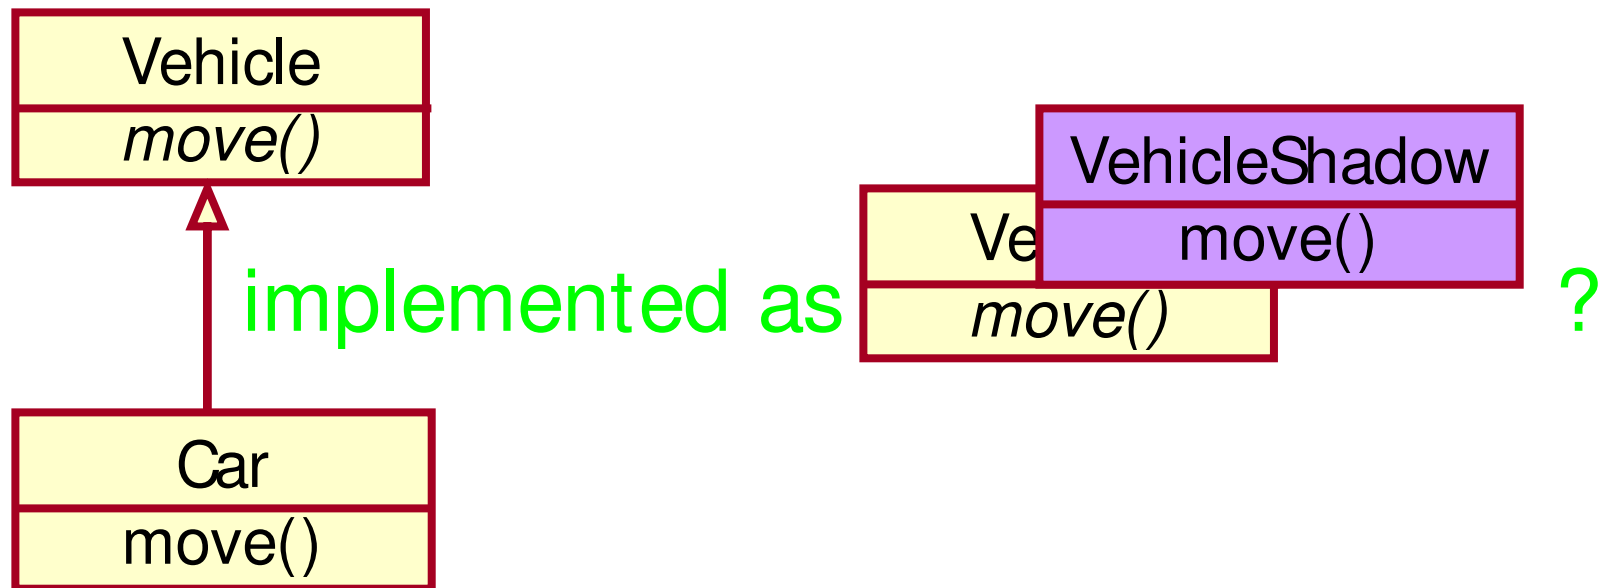 Vehicle
move()
Car
move()
implemented as
Ve
move()
VehicleShadow
move()
?